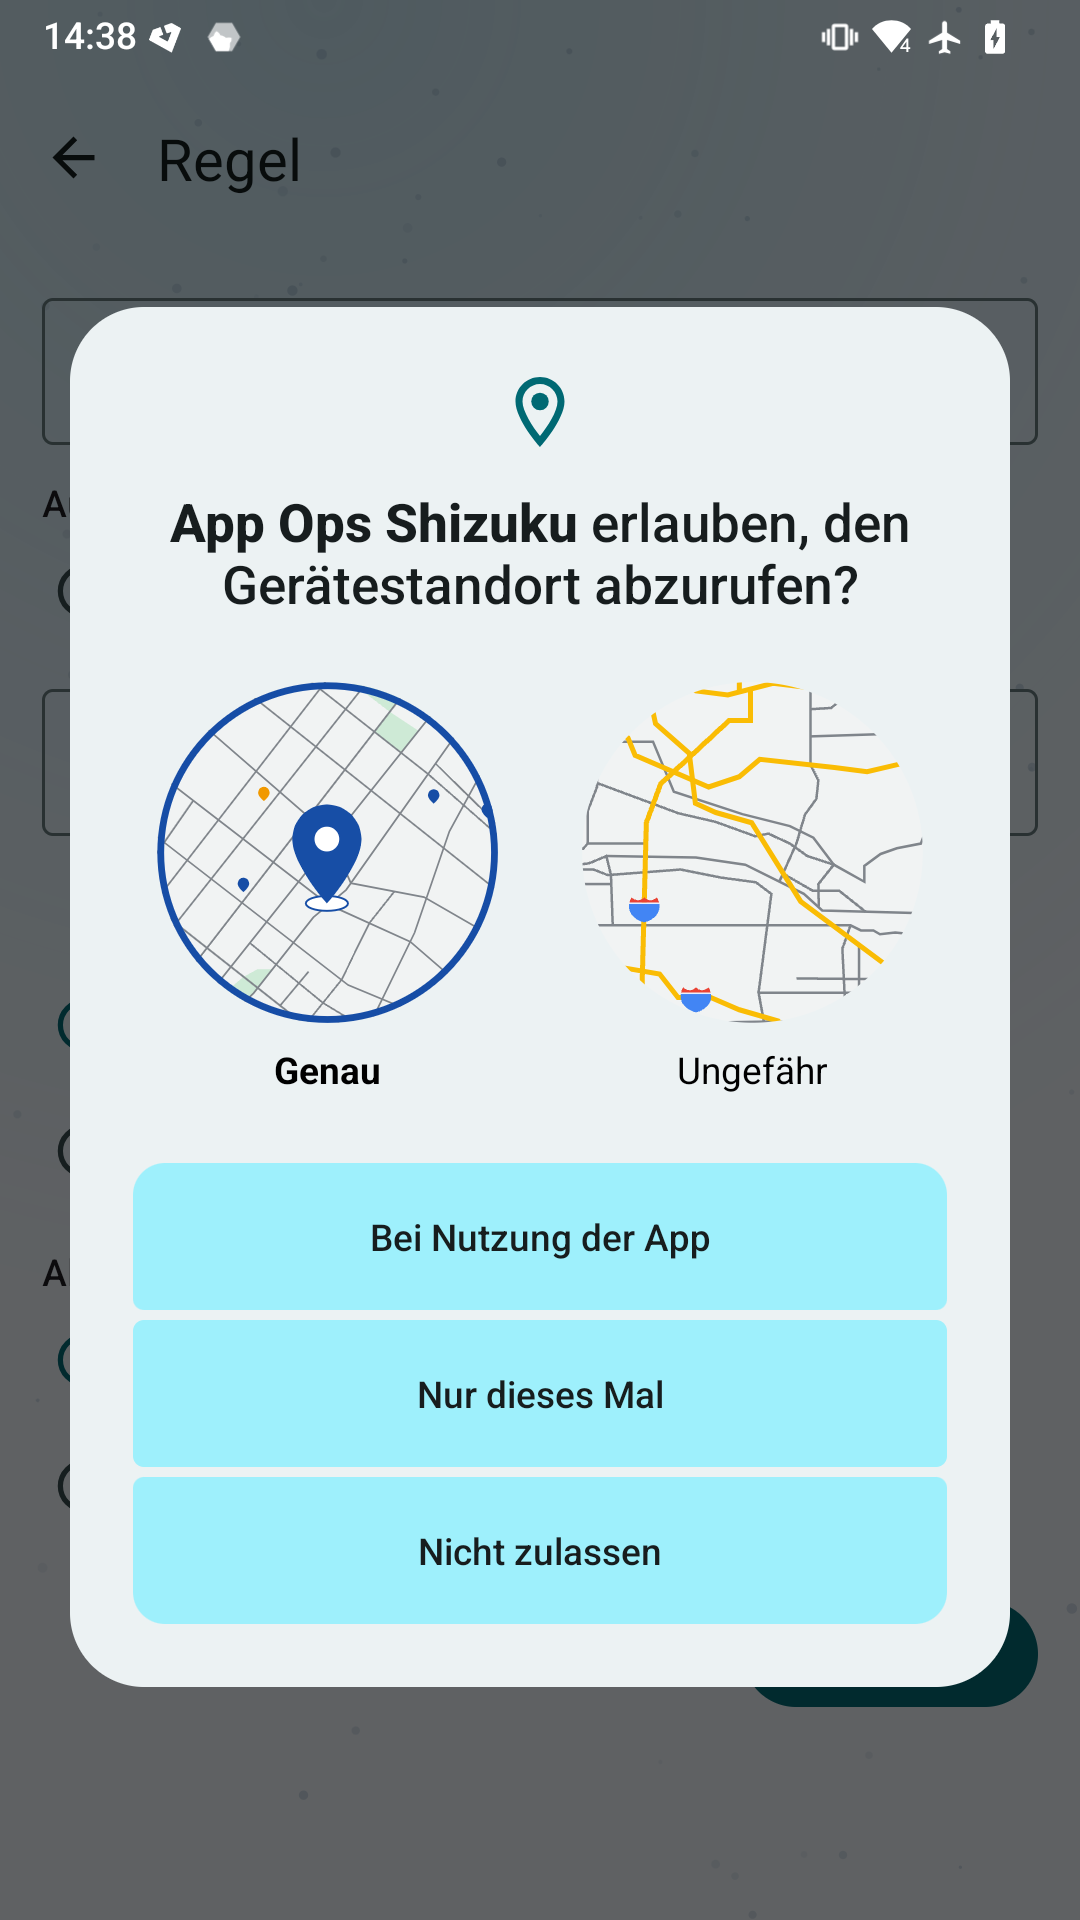 14:38
4
Regel
App Ops Shizuku erlauben, den
Gerätestandort abzurufen?
Genau
Ungefähr
Bei Nutzung der App
Nur dieses Mal
Nicht zulassen